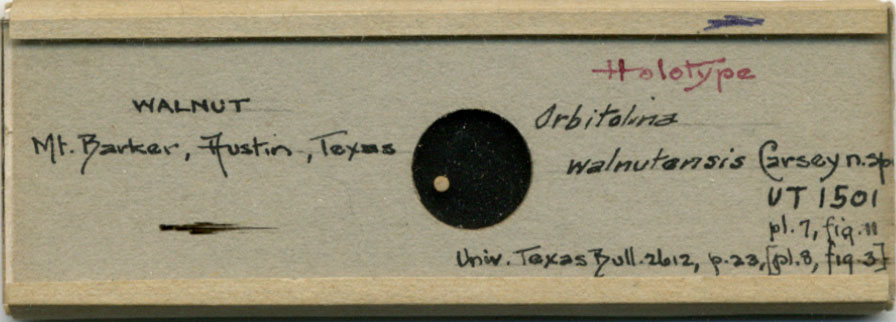 WALNUT
Mt. Barker, Austin, Texas
Holotype
Orbitolina
walnutensis Carsey n.sp
UT 1501
pl. 7, fig. 11
Univ. Texas Bull. 2612, p. 23, [pl. 8, fig 3]